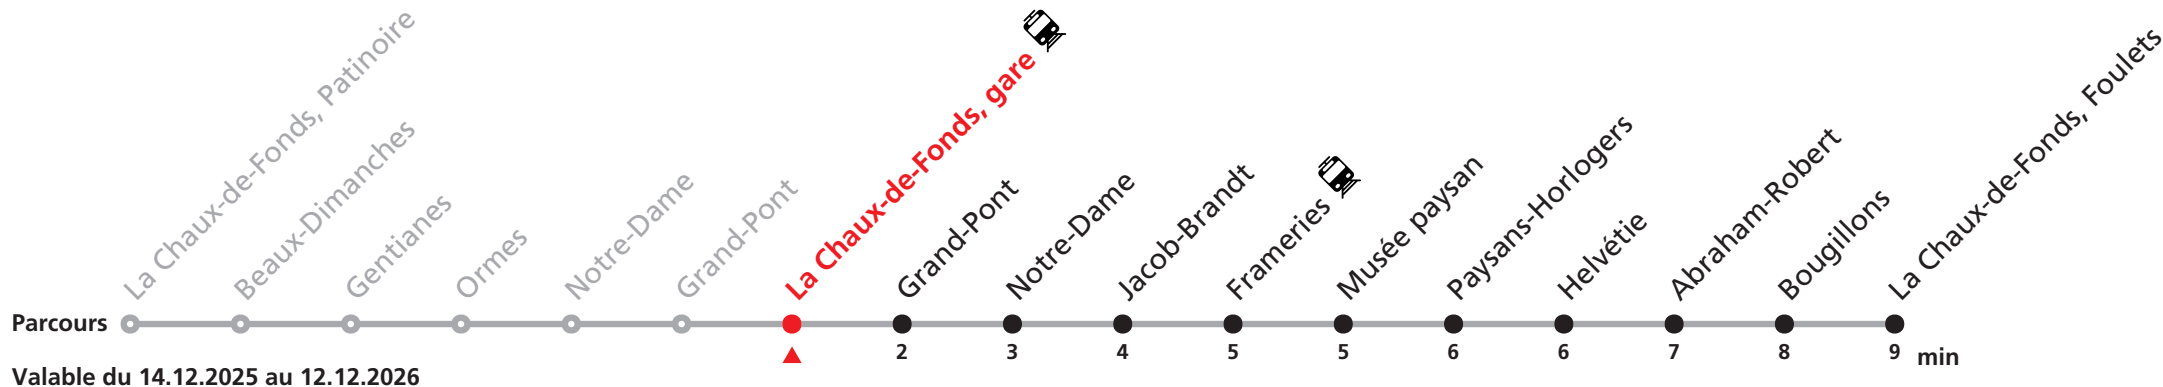 La Chaux-de-Fonds, Patinoire
Beaux-Dimanches
Gentianes
Ormes
Notre-Dame
Grand-Pont
La Chaux-de-Fonds, gare
Grand-Pont
Notre-Dame
Jacob-Brandt
Frameries
Musée paysan
Paysans-Horlogers
Helvétie
Abraham-Robert
Bougillons
La Chaux-de-Fonds, Foulets
Parcours
2 3 4 5 5 6 6 7 8 9 min
Valable du 14.12.2025 au 12.12.2026